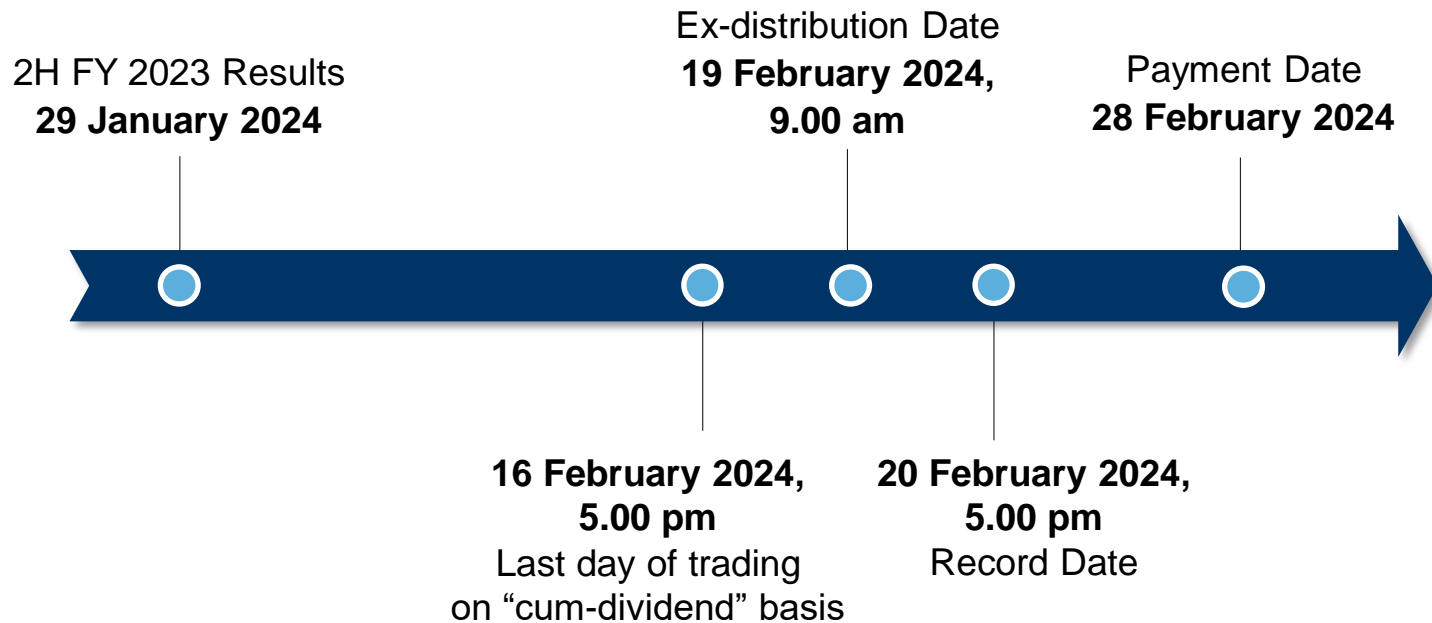 2H FY 2023 Results
29 January 2024
Ex-distribution Date
19 February 2024,
9.00 am
Payment Date
28 February 2024
16 February 2024,
5.00 pm
Last day of trading
on “cum-dividend” basis
20 February 2024,
5.00 pm
Record Date